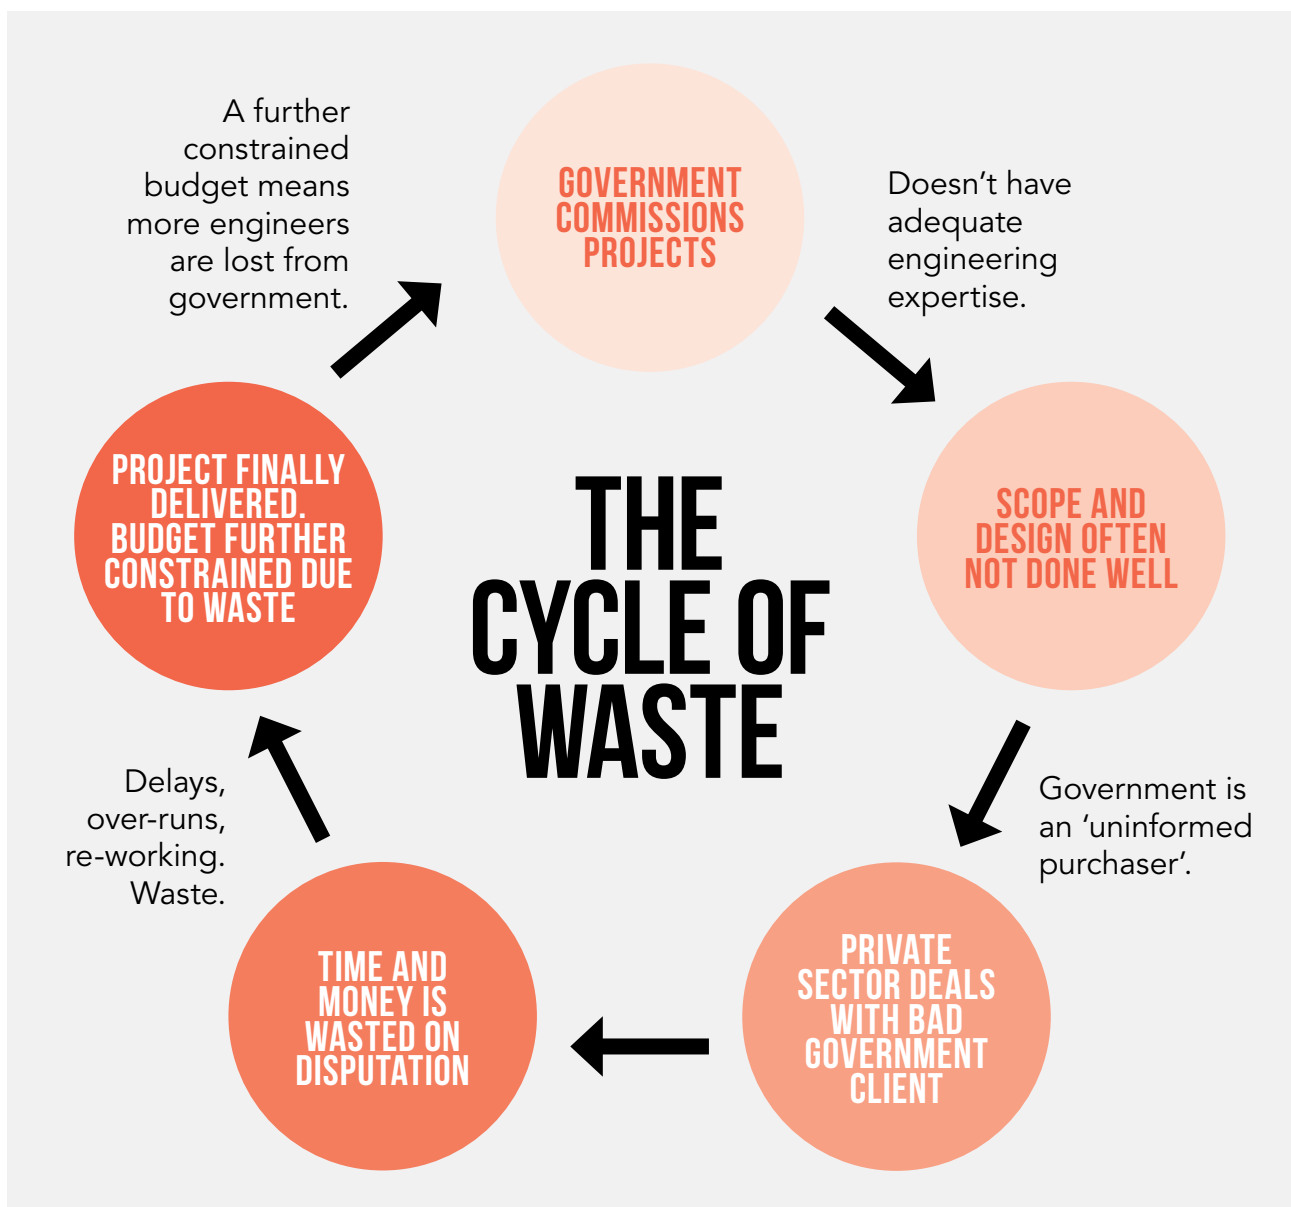 THE
CYCLE OF
WASTE
GOVERNMENT
COMMISSIONS
PROJECTS
Doesn’t have
adequate
engineering
expertise.
SCOPE AND
DESIGN OFTEN
NOT DONE WELL
Government is
an ‘uninformed
purchaser’.
PRIVATE
SECTOR DEALS
WITH BAD
GOVERNMENT
CLIENT
TIME AND
MONEY IS
WASTED ON
DISPUTATION
Delays,
over-runs,
re-working.
Waste.
PROJECT FINALLY
DELIVERED.
BUDGET FURTHER
CONSTRAINED DUE
TO WASTE
A further
constrained
budget means
more engineers
are lost from
government.